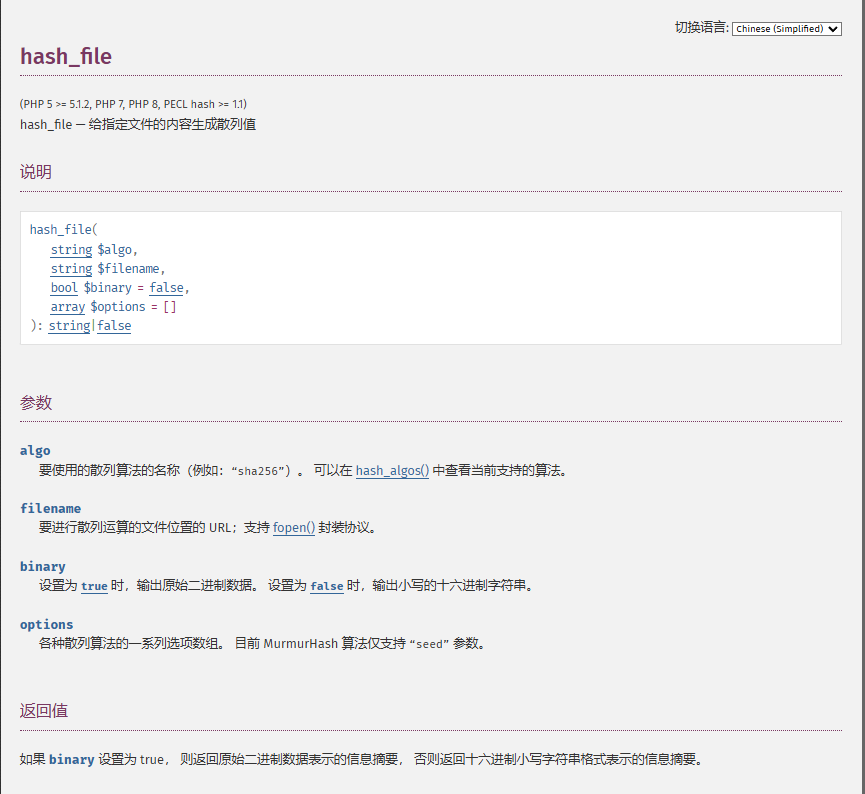 切换语言: Chinese (Simplified)
hash_file
(PHP 5 >= 5.1.2, PHP 7, PHP 8, PECL hash >= 1.1)
hash_file — 给指定文件的内容生成散列值
说明
hash_file(
string $algo,
string $filename,
bool $binary = false,
array $options = []
): string|false
参数
algo
要使用的散列算法的名称（例如：“sha256”）。 可以在 hash_algos() 中查看当前支持的算法。
filename
要进行散列运算的文件位置的 URL；支持 fopen() 封装协议。
binary
设置为 true 时，输出原始二进制数据。 设置为 false 时，输出小写的十六进制字符串。
options
各种散列算法的一系列选项数组。 目前 MurmurHash 算法仅支持 “seed” 参数。
返回值
如果 binary 设置为 true， 则返回原始二进制数据表示的信息摘要， 否则返回十六进制小写字符串格式表示的信息摘要。